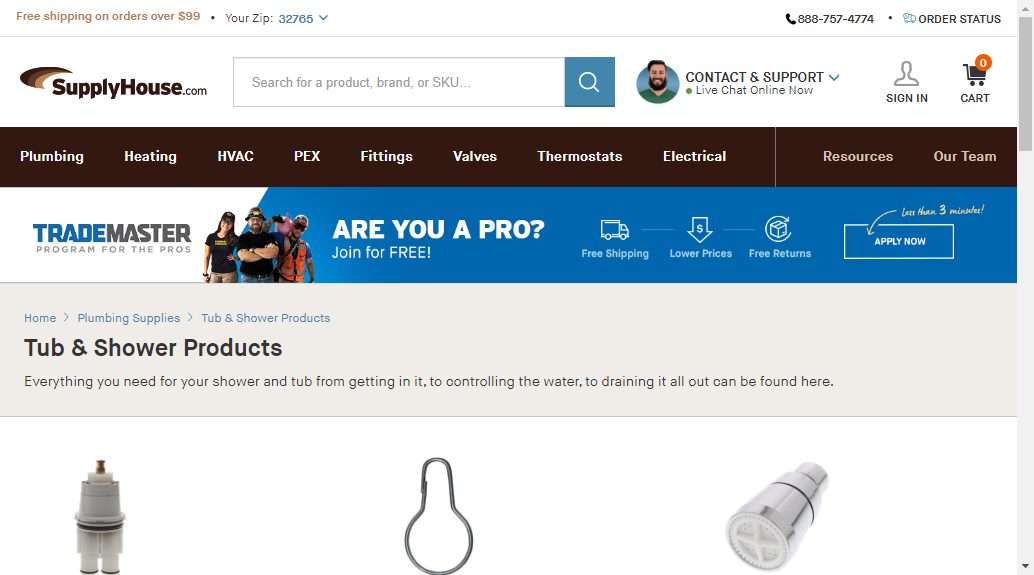 Free shipping on orders over $99 • Your Zip: 32765
888-757-4774 • ORDER STATUS
SupplyHouse.com
Search for a product, brand, or SKU...
CONTACT & SUPPORT
Live Chat Online Now
SIGN IN
0
CART
Plumbing Heating HVAC PEX Fittings Valves Thermostats Electrical Resources Our Team
TRADEMASTER
PROGRAM FOR THE PROS
ARE YOU A PRO?
Join for FREE!
Free Shipping
$
Lower Prices
Free Returns
less than 3 minutes!
APPLY NOW
Home > Plumbing Supplies > Tub & Shower Products
Tub & Shower Products
Everything you need for your shower and tub from getting in it, to controlling the water, to draining it all out can be found here.